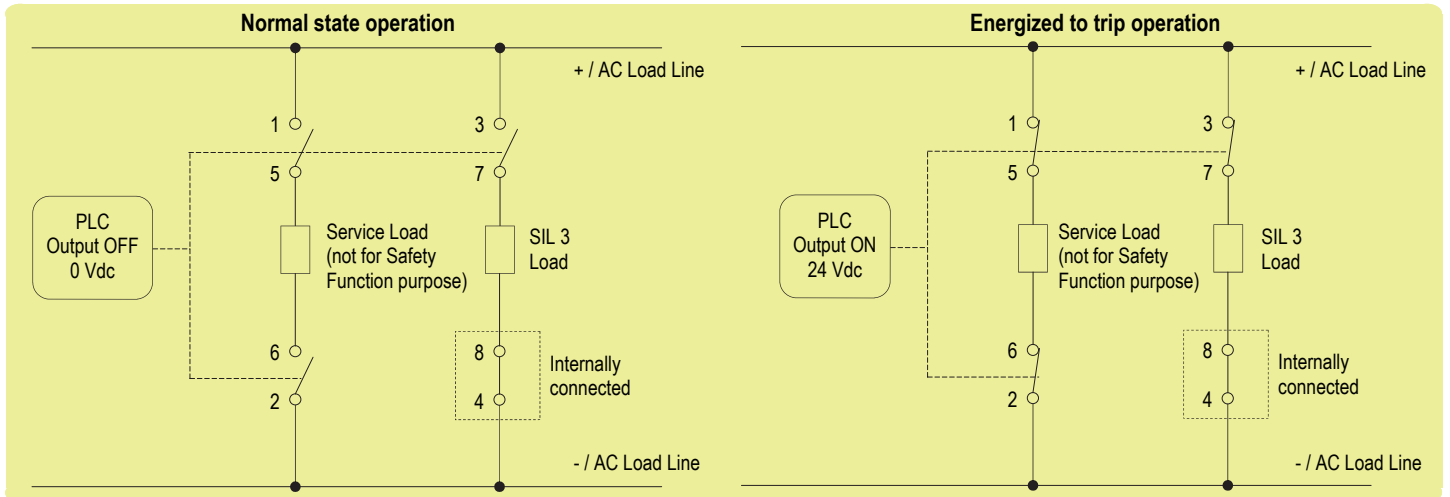 Normal state operation
+ / AC Load Line
1
3
5
7
PLC
Output OFF
0 Vdc
Service Load
(not for Safety
Function purpose)
SIL 3
Load
6
8
Internally
connected
2
4
- / AC Load Line
Energized to trip operation
+ / AC Load Line
1
3
5
7
PLC
Output ON
24 Vdc
Service Load
(not for Safety
Function purpose)
SIL 3
Load
6
8
Internally
connected
2
4
- / AC Load Line